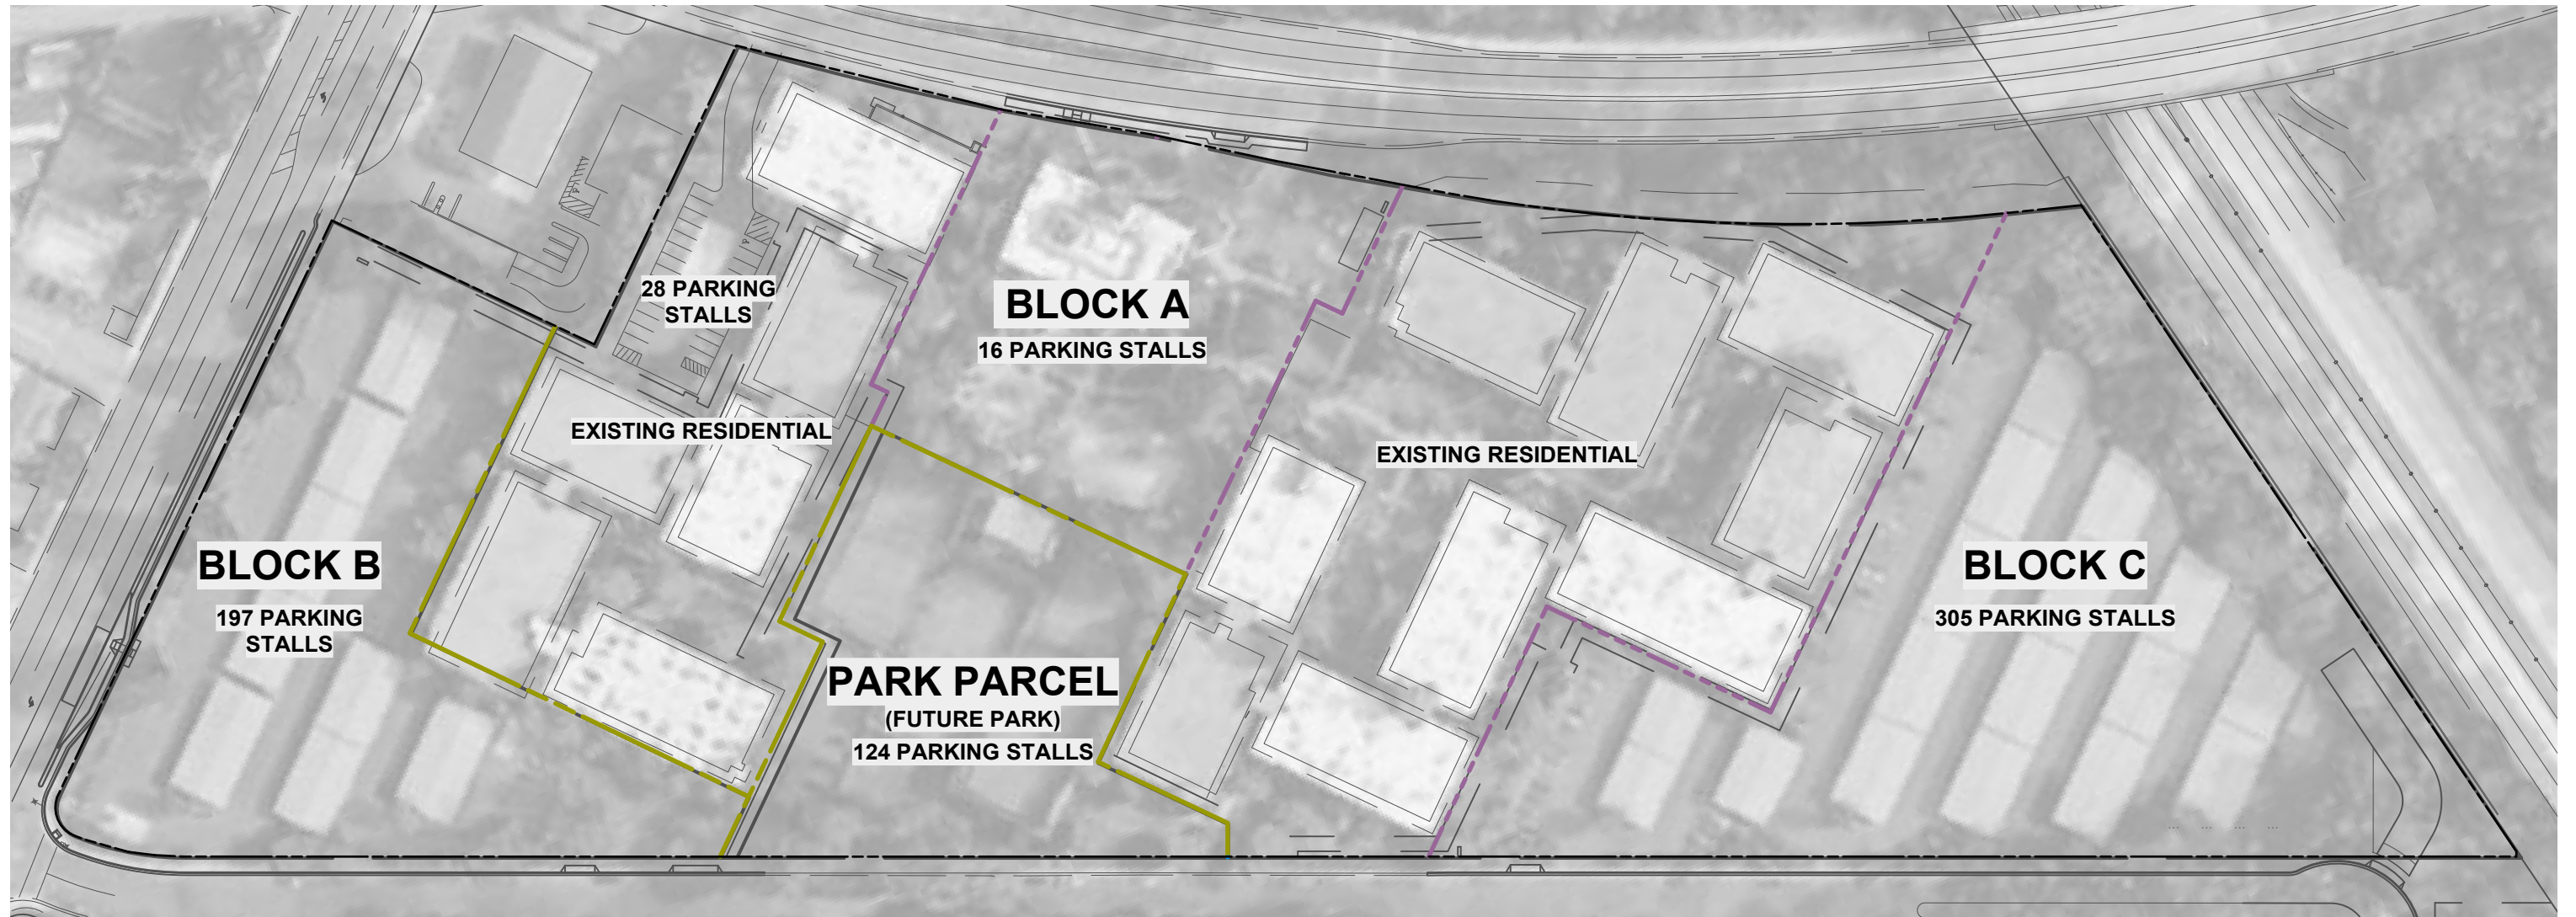 28 PARKING
STALLS
BLOCK A
16 PARKING STALLS
EXISTING RESIDENTIAL
EXISTING RESIDENTIAL
BLOCK B
197 PARKING
STALLS
BLOCK C
305 PARKING STALLS
PARK PARCEL
(FUTURE PARK)
124 PARKING STALLS